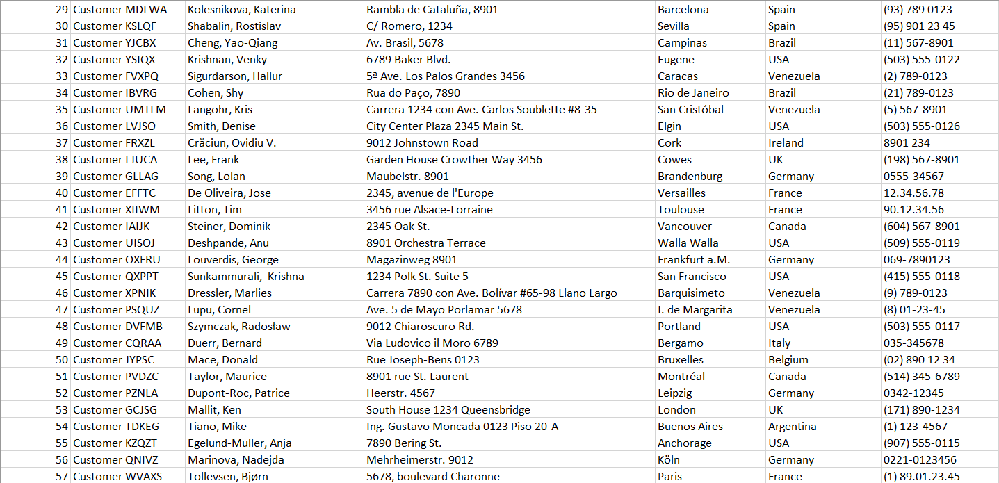 29 Customer MDLWA Kolesnikova, Katerina Rambla de Cataluña, 8901 Barcelona Spain (93) 789 0123
30 Customer KSLQF Shabalin, Rostislav C/ Romero, 1234 Sevilla Spain (95) 901 23 45
31 Customer YJCBX Cheng, Yao-Qiang Av. Brasil, 5678 Campinas Brazil (11) 567-8901
32 Customer YSIQX Krishnan, Venky 6789 Baker Blvd. Eugene USA (503) 555-0122
33 Customer FVXPQ Sigurdarson, Hallur 5ª Ave. Los Palos Grandes 3456 Caracas Venezuela (2) 789-0123
34 Customer IBVRG Cohen, Shy Rua do Paço, 7890 Rio de Janeiro Brazil (21) 789-0123
35 Customer UMTLM Langohr, Kris Carrera 1234 con Ave. Carlos Soublette #8-35 San Cristóbal Venezuela (5) 567-8901
36 Customer LVJSO Smith, Denise City Center Plaza 2345 Main St. Elgin USA (503) 555-0126
37 Customer FRXZL Crăciun, Ovidiu V. 9012 Johnstown Road Cork Ireland 8901 234
38 Customer LJUCA Lee, Frank Garden House Crowther Way 3456 Cowes UK (198) 567-8901
39 Customer GLLAG Song, Lolan Maubelstr. 8901 Brandenburg Germany 0555-34567
40 Customer EFFTC De Oliveira, Jose 2345, avenue de l'Europe Versailles France 12.34.56.78
41 Customer XIIWM Litton, Tim 3456 rue Alsace-Lorraine Toulouse France 90.12.34.56
42 Customer IAIJK Steiner, Dominik 2345 Oak St. Vancouver Canada (604) 567-8901
43 Customer UISOJ Deshpande, Anu 8901 Orchestra Terrace Walla Walla USA (509) 555-0119
44 Customer OXFRU Louverdis, George Magazinweg 8901 Frankfurt a.M. Germany 069-7890123
45 Customer QXPPT Sunkammurali,  Krishna 1234 Polk St. Suite 5 San Francisco USA (415) 555-0118
46 Customer XPNIK Dressler, Marlies Carrera 7890 con Ave. Bolívar #65-98 Llano Largo Barquisimeto Venezuela (9) 789-0123
47 Customer PSQUZ Lupu, Cornel Ave. 5 de Mayo Porlamar 5678 I. de Margarita Venezuela (8) 01-23-45
48 Customer DVFMB Szymczak, Radosław 9012 Chiaroscuro Rd. Portland USA (503) 555-0117
49 Customer CQRAA Duerr, Bernard Via Ludovico il Moro 6789 Bergamo Italy 035-345678
50 Customer JYPSC Mace, Donald Rue Joseph-Bens 0123 Bruxelles Belgium (02) 890 12 34
51 Customer PVDZC Taylor, Maurice 8901 rue St. Laurent Montréal Canada (514) 345-6789
52 Customer PZNLA Dupont-Roc, Patrice Heerstr. 4567 Leipzig Germany 0342-12345
53 Customer GCJSG Mallit, Ken South House 1234 Queensbridge London UK (171) 890-1234
54 Customer TDKEG Tiano, Mike Ing. Gustavo Moncada 0123 Piso 20-A Buenos Aires Argentina (1) 123-4567
55 Customer KZQZT Egelund-Muller, Anja 7890 Bering St. Anchorage USA (907) 555-0115
56 Customer QNIVZ Marinova, Nadejda Mehrheimerstr. 9012 Köln Germany 0221-0123456
57 Customer WVAXS Tollevsen, Bjørn 5678, boulevard Charonne Paris France (1) 89.01.23.45